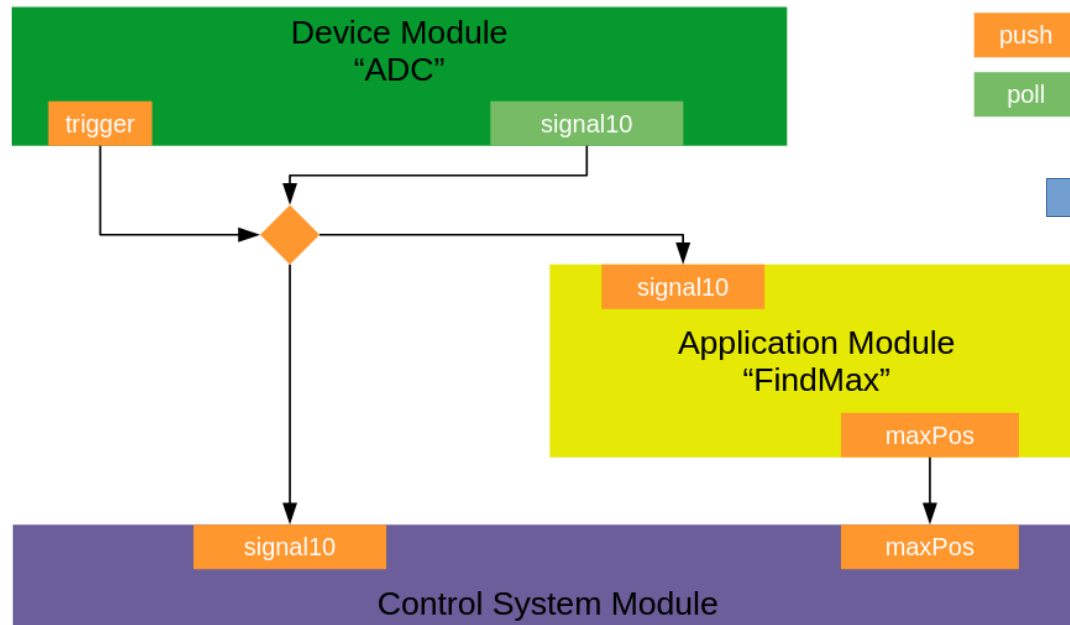 Device Module
“ADC”
push
poll
trigger
signal10
signal10
Application Module
“FindMax”
maxPos
signal10
maxPos
Control System Module